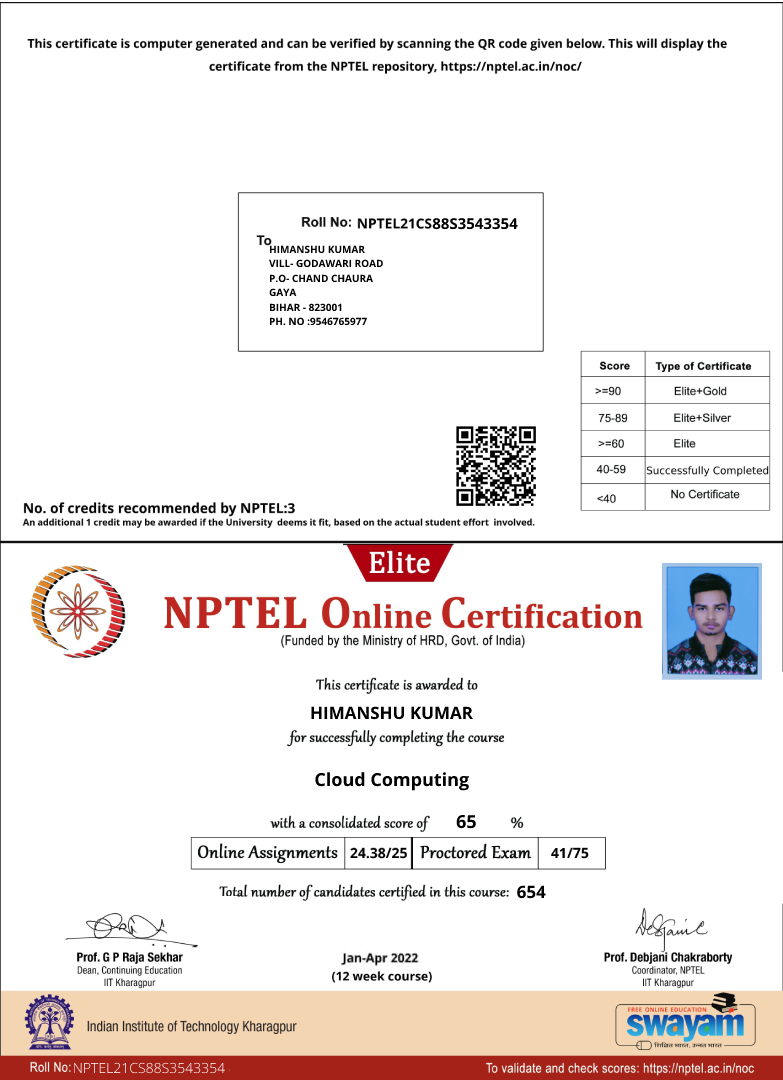 This certificate is computer generated and can be verified by scanning the QR code given below. This will display the
certificate from the NPTEL repository, https://nptel.ac.in/noc/
Roll No: NPTEL21CS88S3543354
To
HIMANSHU KUMAR
VILL- GODAWARI ROAD
P.O- CHAND CHAURA
GAYA
BIHAR - 823001
PH. NO :9546765977
Score Type of Certificate
>=90 Elite+Gold
75-89 Elite+Silver
>=60 Elite
40-59 Successfully Completed
<40 No Certificate
No. of credits recommended by NPTEL:3
An additional 1 credit may be awarded if the University deems it fit, based on the actual student effort involved.
Elite
NPTEL Online Certification
(Funded by the Ministry of HRD, Govt. of India)
This certificate is awarded to
HIMANSHU KUMAR
for successfully completing the course
Cloud Computing
with a consolidated score of 65 %
Online Assignments 24.38/25 Proctored Exam 41/75
Total number of candidates certified in this course: 654
Prof. G P Raja Sekhar
Dean, Continuing Education
IIT Kharagpur
Jan-Apr 2022
(12 week course)
Prof. Debjani Chakraborty
Coordinator, NPTEL
IIT Kharagpur
Indian Institute of Technology Kharagpur
FREE ONLINE EDUCATION
swayam
शिक्षित भारत, उन्नत भारत
Roll No: NPTEL21CS88S3543354
To validate and check scores: https://nptel.ac.in/noc